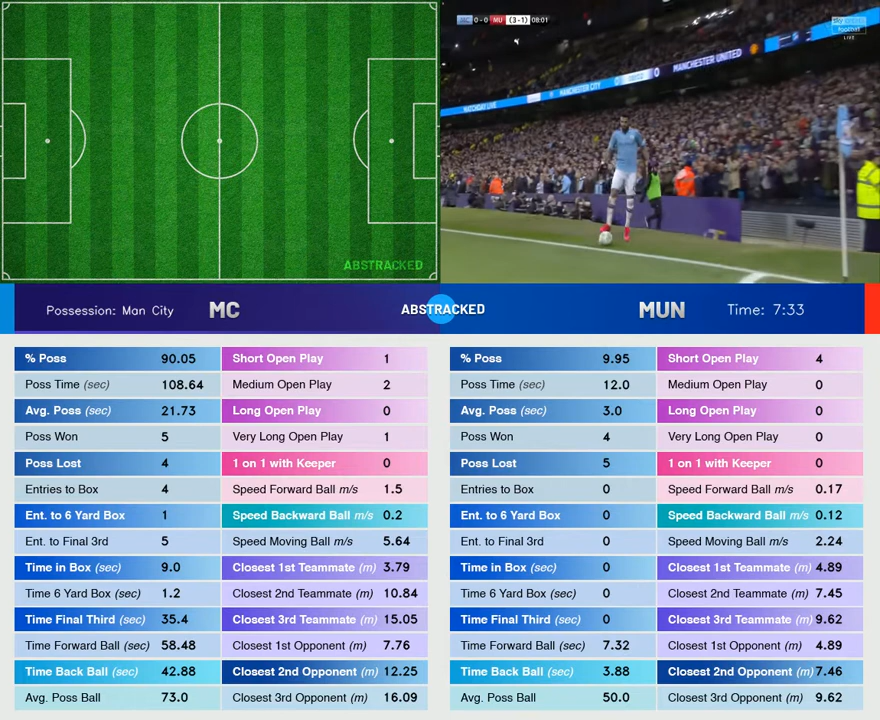 MC 0-0 MU (3-1) 08:01
sky sports
football
LIVE
MATCHDAY LIVE MANCHESTER CITY 0 0 MANCHESTER UNITED
ABSTRACKED
Possession: Man City MC ABSTRACKED MUN Time: 7:33
% Poss 90.05 Short Open Play 1 % Poss 9.95 Short Open Play 4
Poss Time (sec) 108.64 Medium Open Play 2 Poss Time (sec) 12.0 Medium Open Play 0
Avg. Poss (sec) 21.73 Long Open Play 0 Avg. Poss (sec) 3.0 Long Open Play 0
Poss Won 5 Very Long Open Play 1 Poss Won 4 Very Long Open Play 0
Poss Lost 4 1 on 1 with Keeper 0 Poss Lost 5 1 on 1 with Keeper 0
Entries to Box 4 Speed Forward Ball m/s 1.5 Entries to Box 0 Speed Forward Ball m/s 0.17
Ent. to 6 Yard Box 1 Speed Backward Ball m/s 0.2 Ent. to 6 Yard Box 0 Speed Backward Ball m/s 0.12
Ent. to Final 3rd 5 Speed Moving Ball m/s 5.64 Ent. to Final 3rd 0 Speed Moving Ball m/s 2.24
Time in Box (sec) 9.0 Closest 1st Teammate (m) 3.79 Time in Box (sec) 0 Closest 1st Teammate (m) 4.89
Time 6 Yard Box (sec) 1.2 Closest 2nd Teammate (m) 10.84 Time 6 Yard Box (sec) 0 Closest 2nd Teammate (m) 7.45
Time Final Third (sec) 35.4 Closest 3rd Teammate (m) 15.05 Time Final Third (sec) 0 Closest 3rd Teammate (m) 9.62
Time Forward Ball (sec) 58.48 Closest 1st Opponent (m) 7.76 Time Forward Ball (sec) 7.32 Closest 1st Opponent (m) 4.89
Time Back Ball (sec) 42.88 Closest 2nd Opponent (m) 12.25 Time Back Ball (sec) 3.88 Closest 2nd Opponent (m) 7.46
Avg. Poss Ball 73.0 Closest 3rd Opponent (m) 16.09 Avg. Poss Ball 50.0 Closest 3rd Opponent (m) 9.62